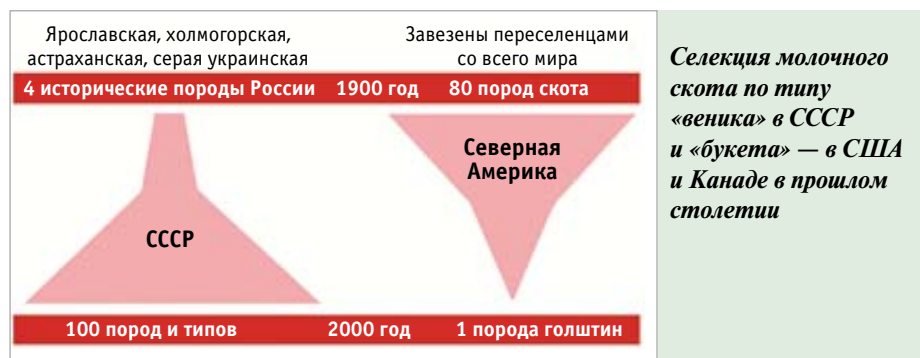 Ярославская, холмогорская,
астраханская, серая украинская
Завезены переселенцами
со всего мира
4 исторические породы России 1900 год 80 пород скота
Северная
Америка
СССР
100 пород и типов 2000 год 1 порода голштин
Селекция молочного
скота по типу
«веника» в СССР
и «букета» — в США
и Канаде в прошлом
столетии